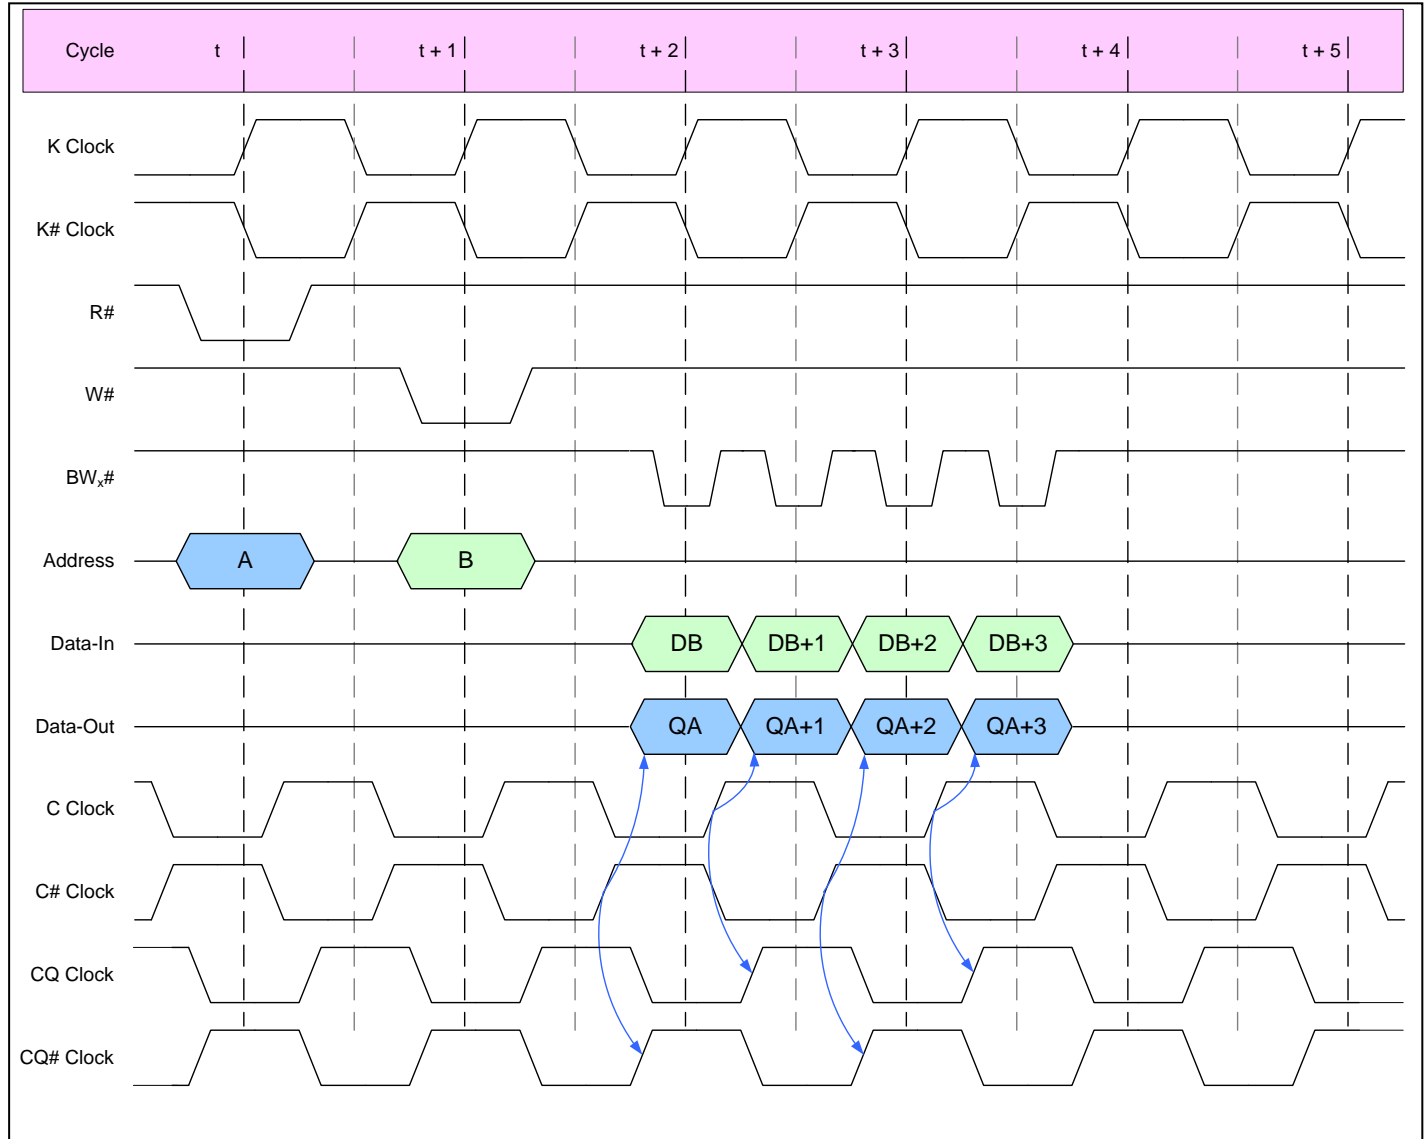 Cycle t t + 1 t + 2 t + 3 t + 4 t + 5
K Clock
K# Clock
R#
W#
BWx#
Address A B
Data-In DB DB+1 DB+2 DB+3
Data-Out QA QA+1 QA+2 QA+3
C Clock
C# Clock
CQ Clock
CQ# Clock